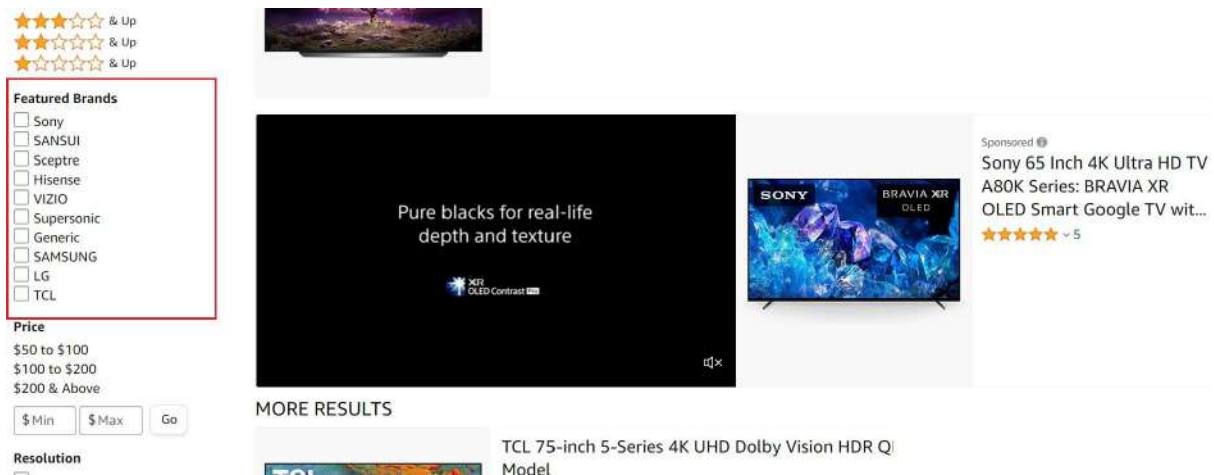 & Up
& Up
& Up
Featured Brands
Sony
SANSUI
Sceptre
Hisense
VIZIO
Supersonic
Generic
SAMSUNG
LG
TCL
Price
$50 to $100
$100 to $200
$200 & Above
$ Min
$ Max
Go
Resolution
Pure blacks for real-life
depth and texture
XR
OLED Contrast Pro
SONY
BRAVIA XR
OLED
Sponsored
Sony 65 Inch 4K Ultra HD TV
A80K Series: BRAVIA XR
OLED Smart Google TV wit...
5
MORE RESULTS
TCL
TCL 75-inch 5-Series 4K UHD Dolby Vision HDR Q
Model